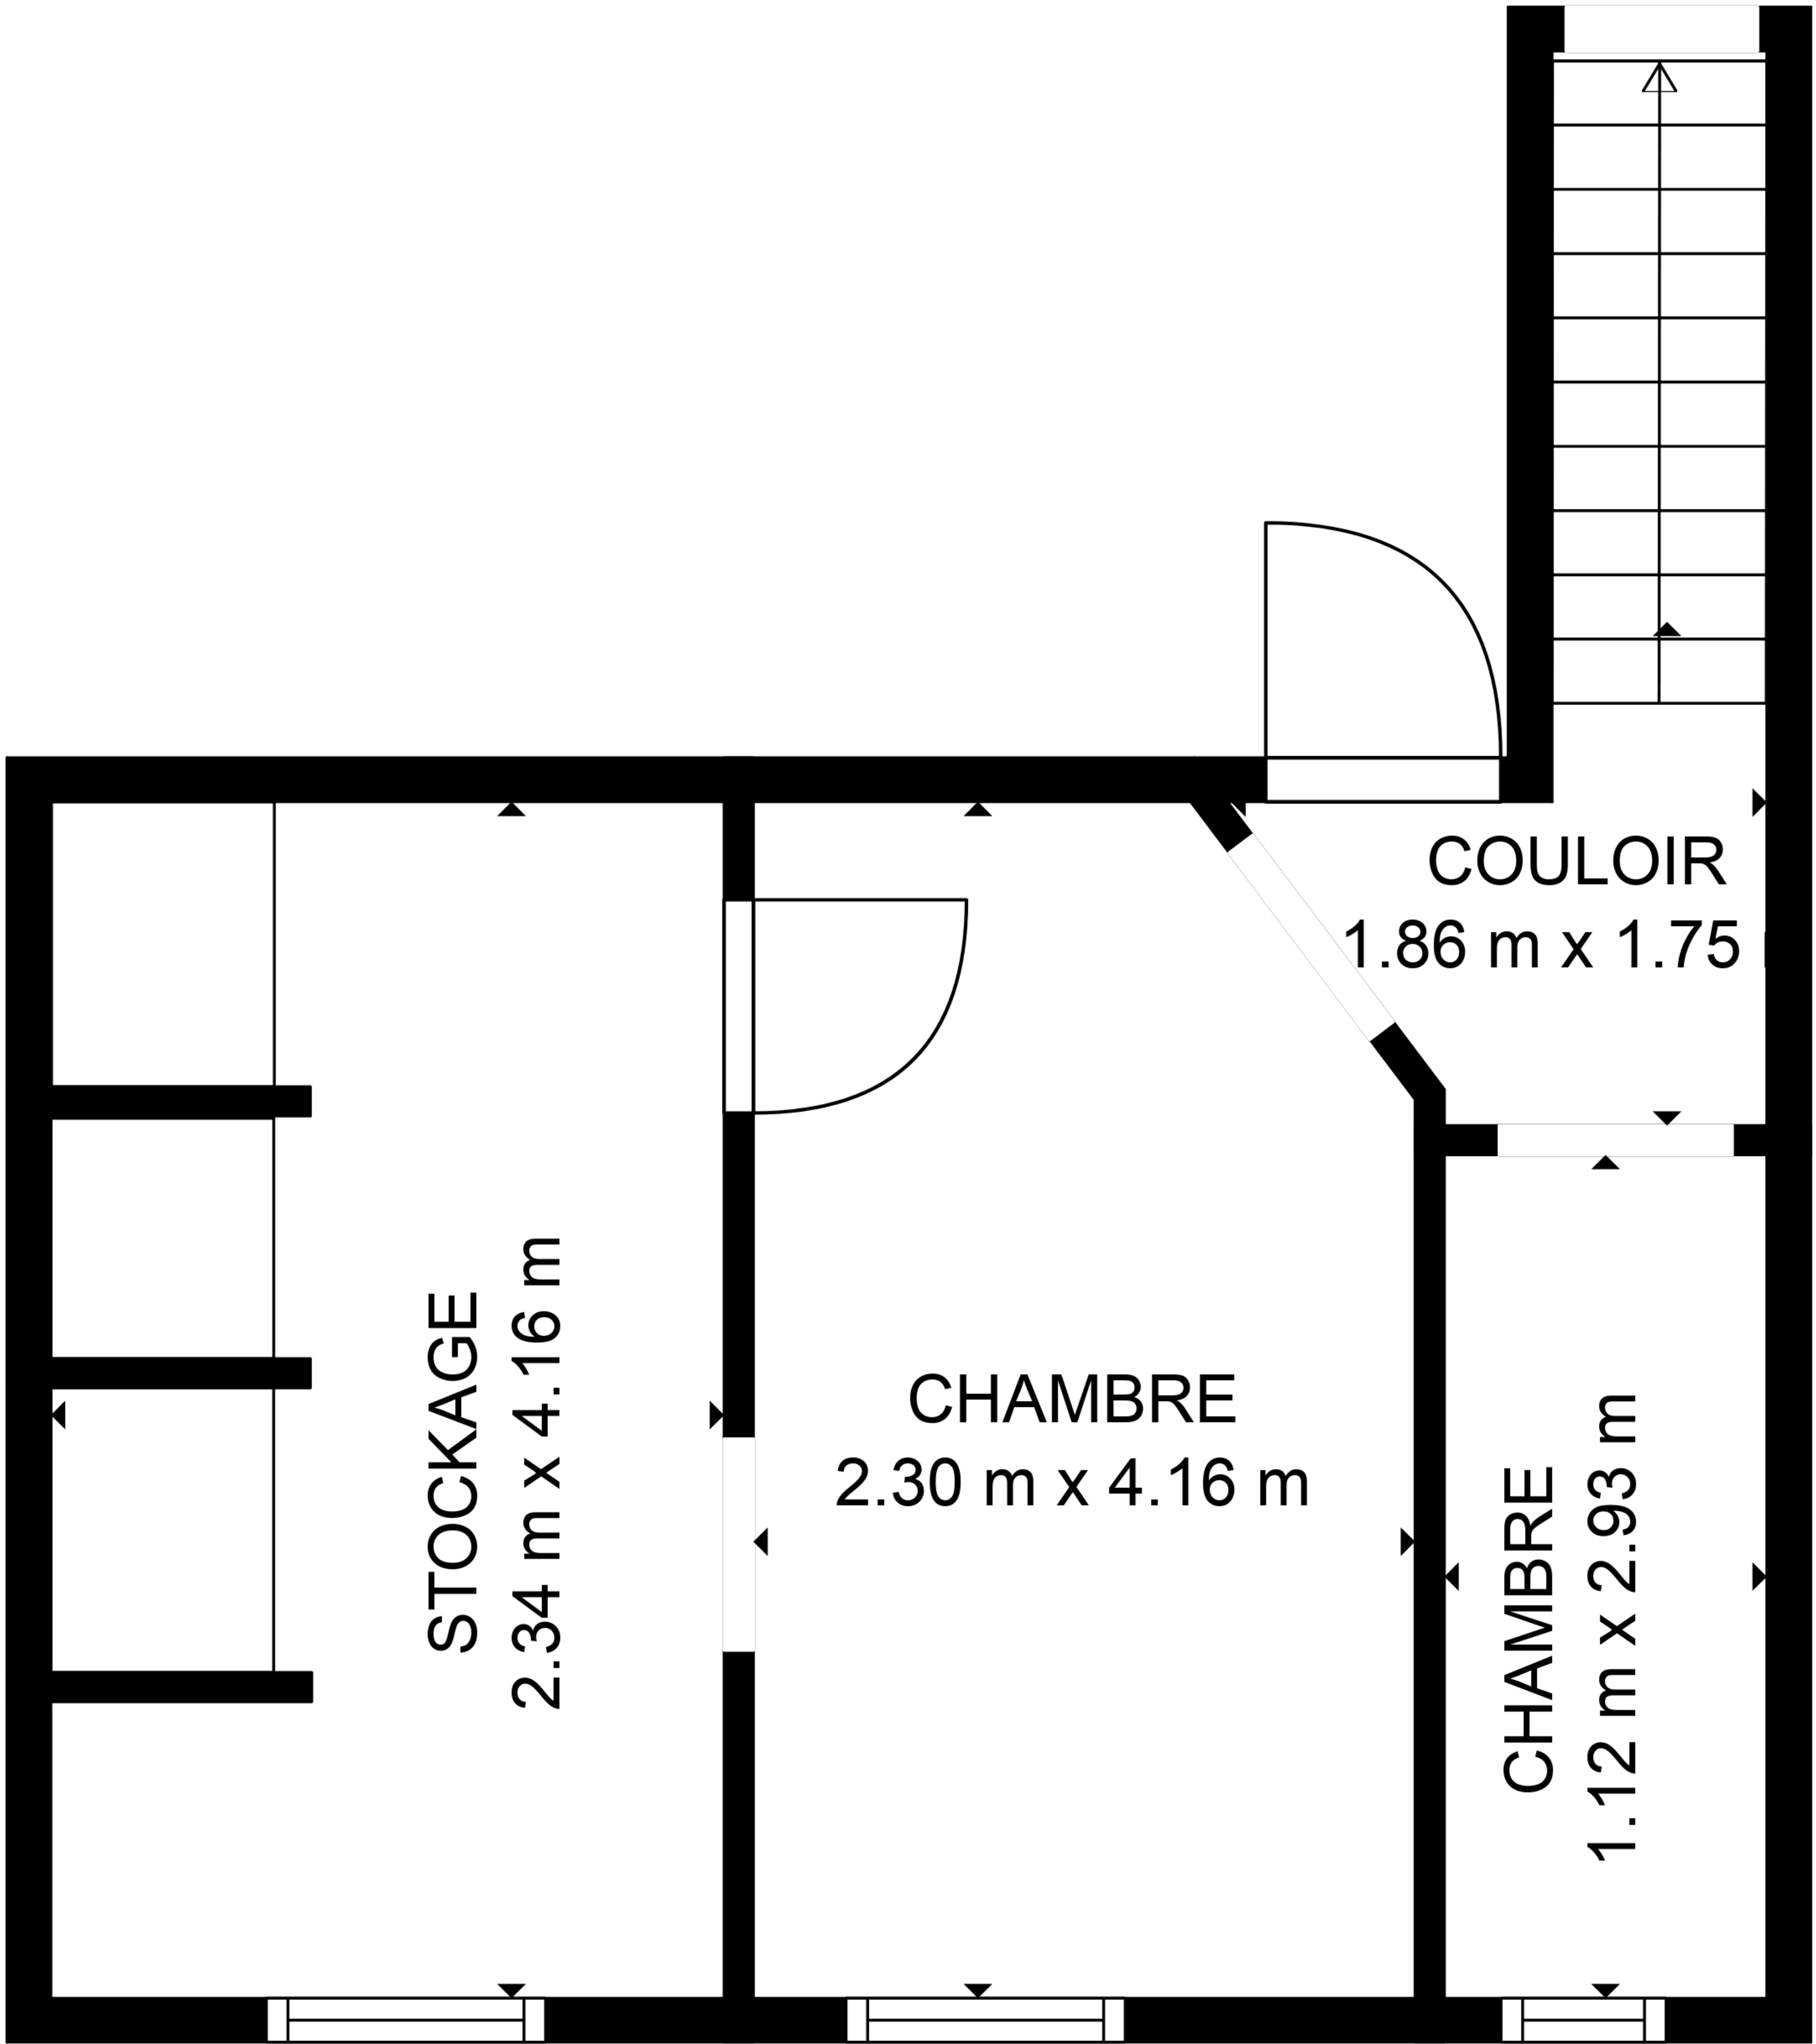 COULOIR
1.86 m x 1.75 m
STOCKAGE
2.34 m x 4.16 m
CHAMBRE
2.30 m x 4.16 m
CHAMBRE
1.12 m x 2.93 m